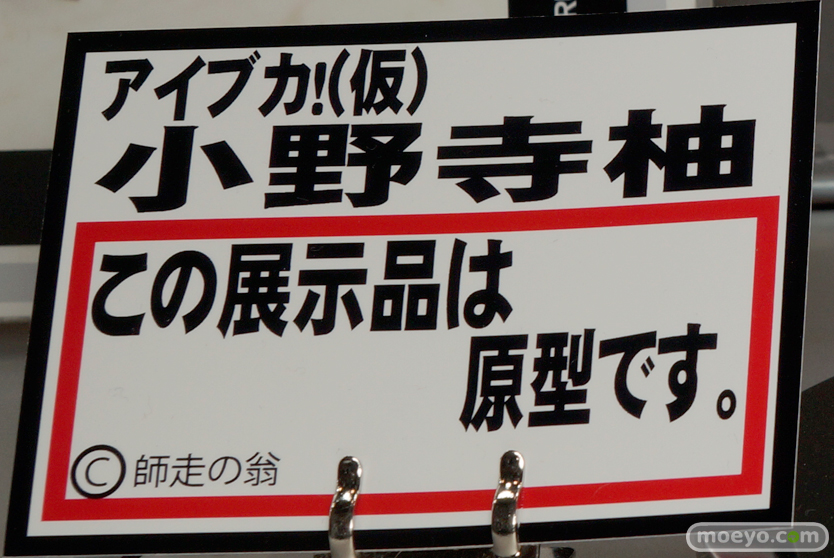 アイブカ!(仮)
小野寺柚
この展示品は
原型です。
©師走の翁
R
moeyo.com